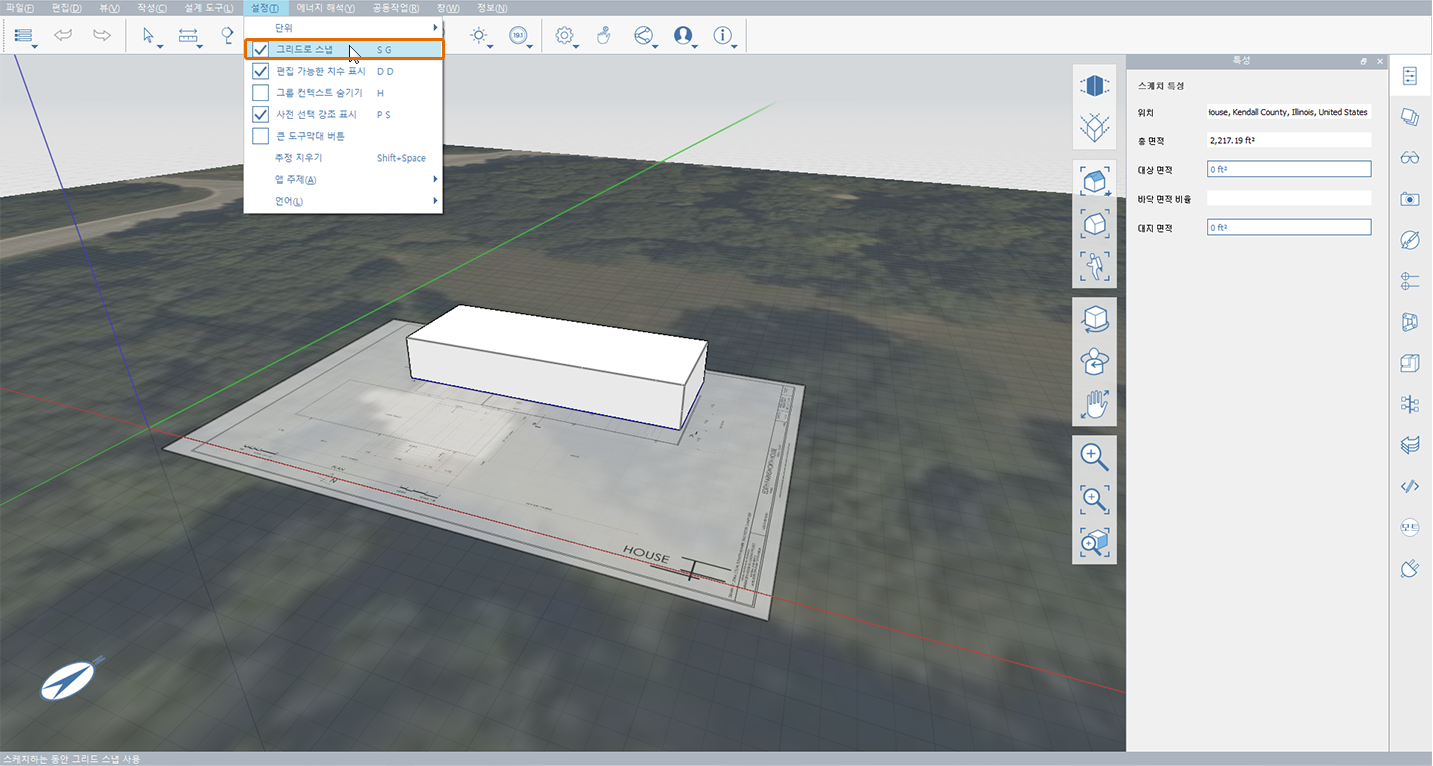 파일(F) 편집(D) 뷰(V) 작성(C) 설계 도구(L) 설정(T) 에너지 해석(Y) 공동작업(R) 창(W) 정보(N)
단위
그리드로 스냅 S G
편집 가능한 치수 표시 D D
그룹 컨텍스트 숨기기 H
사전 선택 강조 표시 P S
큰 도구막대 버튼
추정 지우기 Shift+Space
앱 주제(A)
언어(L)
191
특성
스케치 특성
위치 House, Kendall County, Illinois, United States
총 면적 2,217.19 ft²
대상 면적 0 ft²
바닥 면적 비율
대지 면적 0 ft²
모드
PLAN
HOUSE
스케치하는 동안 그리드 스냅 사용